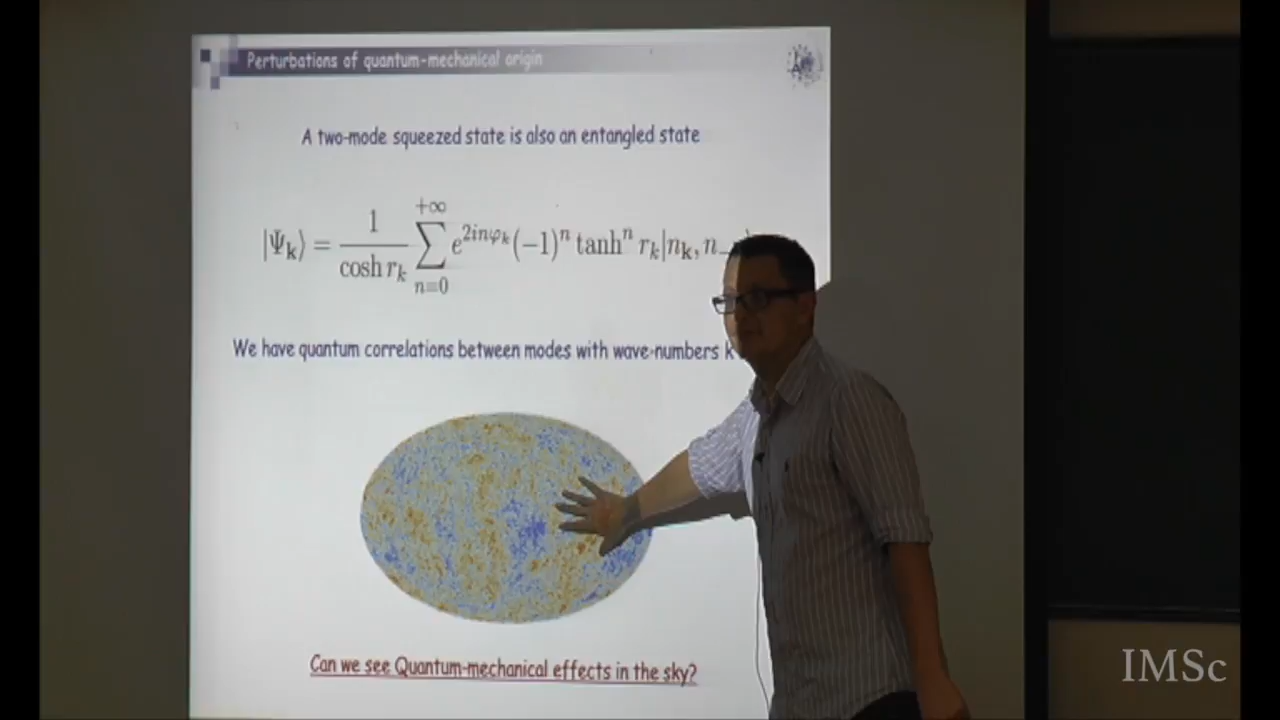 Perturbations of quantum-mechanical origin
A two-mode squeezed state is also an entangled state
|Ψ_k⟩ = 1/cosh r_k ∑_{n=0}^{+∞} e^{2inφ_k} (-1)^n tanh^n r_k |n_k, n_-
We have quantum correlations between modes with wave-numbers k
Can we see Quantum-mechanical effects in the sky?
IMSc